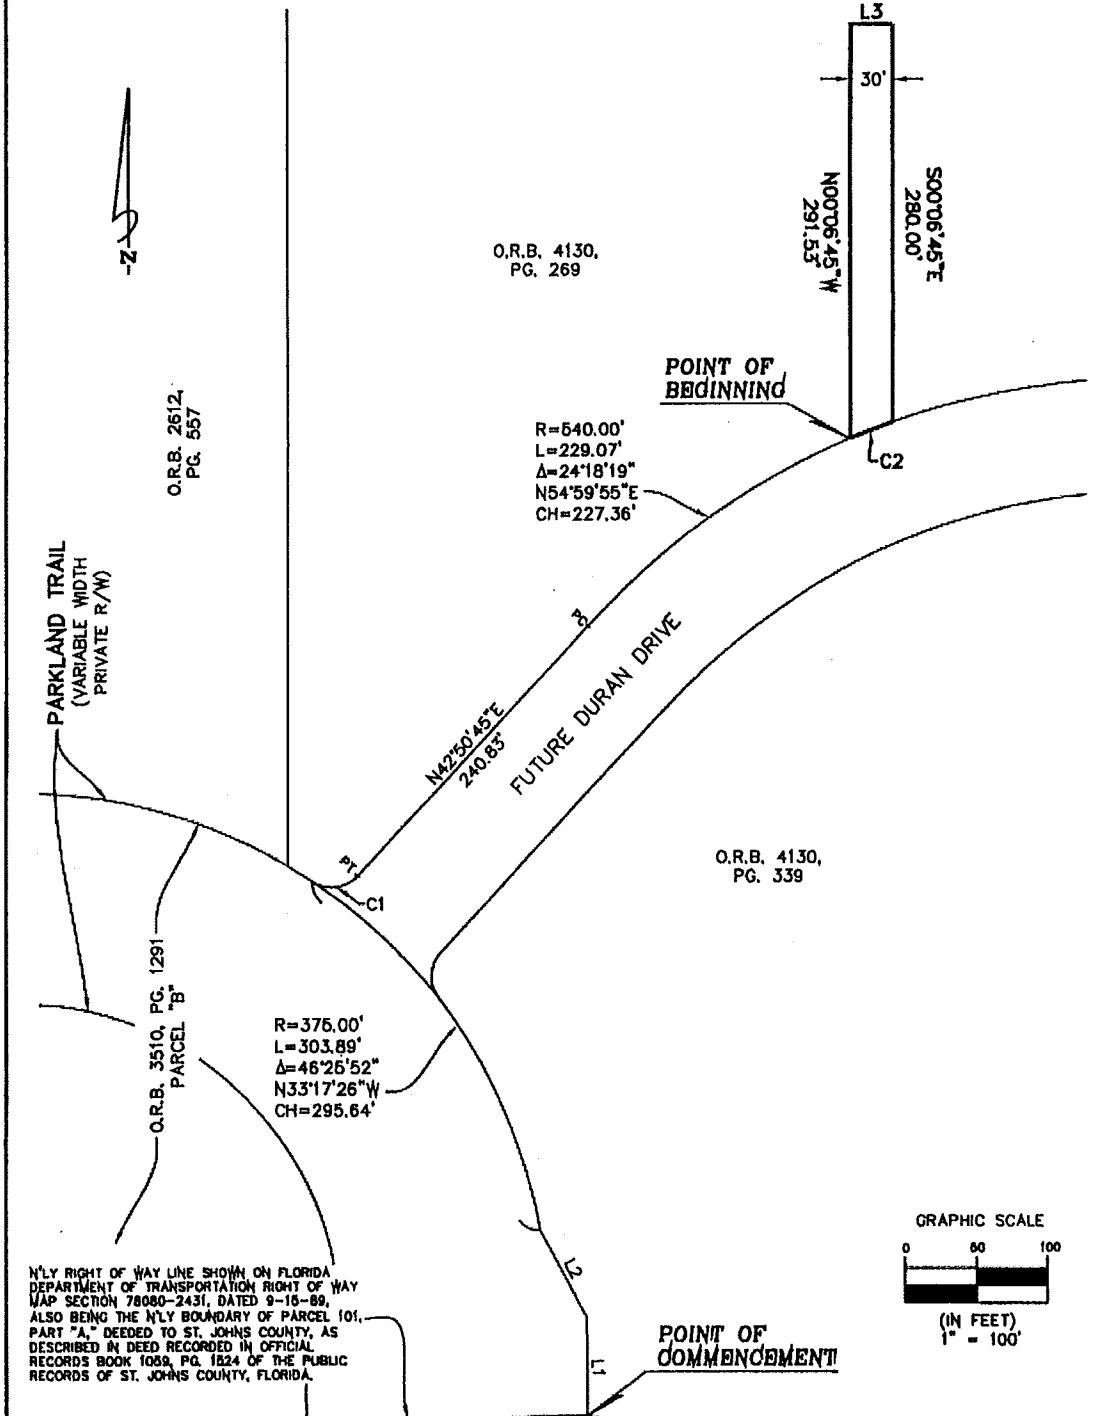 L3
30'
N00°06'45"W
291.53'
S00°06'45"E
280.00'
-N-
O.R.B. 4130,
PG. 269
O.R.B. 2612,
PG. 557
POINT OF
BEGINNING
R=540.00'
L=229.07'
Δ=24°18'19"
N54°59'55"E
CH=227.36'
C2
PARKLAND TRAIL
(VARIABLE WIDTH
PRIVATE R/W)
PC
N42°50'45"E
240.83'
FUTURE DURAN DRIVE
PT
C1
O.R.B. 4130,
PG. 339
O.R.B. 3510, PG. 1291
PARCEL "B"
R=375.00'
L=303.89'
Δ=46°25'52"
N33°17'26"W
CH=295.64'
L2
GRAPHIC SCALE
0 50 100
(IN FEET)
1" = 100'
N'LY RIGHT OF WAY LINE SHOWN ON FLORIDA
DEPARTMENT OF TRANSPORTATION RIGHT OF WAY
MAP SECTION 78080-2431, DATED 9-15-89,
ALSO BEING THE N'LY BOUNDARY OF PARCEL 101,
PART "A," DEEDED TO ST. JOHNS COUNTY, AS
DESCRIBED IN DEED RECORDED IN OFFICIAL
RECORDS BOOK 1059, PG. 1524 OF THE PUBLIC
RECORDS OF ST. JOHNS COUNTY, FLORIDA.
L1
POINT OF
COMMENCEMENT